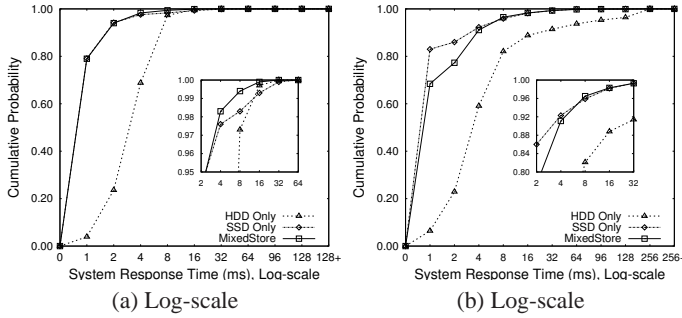 1.00
0.80
0.60
0.40
0.20
0.00
Cumulative Probability
0 1 2 4 8 16 32 64 96 128 128+
System Response Time (ms), Log-scale
1.00
0.99
0.98
0.97
0.96
0.95
2 4 8 16 32 64
HDD Only
SSD Only
MixedStore
(a) Log-scale
1.00
0.80
0.60
0.40
0.20
0.00
Cumulative Probability
0 1 2 4 8 16 32 64 96 128 256 256+
System Response Time (ms), Log-scale
1.00
0.96
0.92
0.88
0.84
0.80
2 4 8 16 32
HDD Only
SSD Only
MixedStore
(b) Log-scale